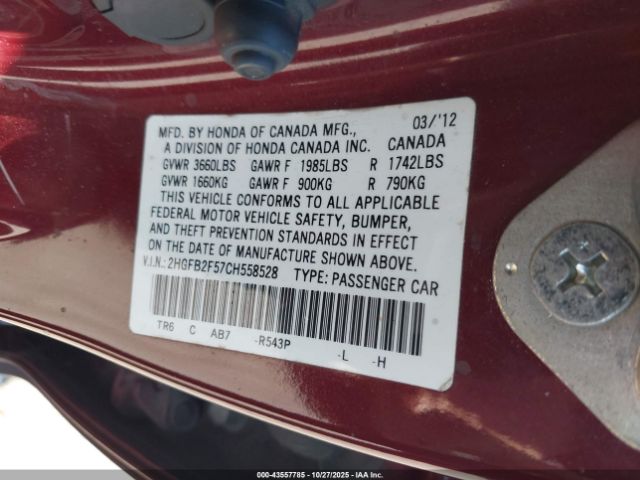 03/'12
MFD. BY HONDA OF CANADA MFG.,
A DIVISION OF HONDA CANADA INC. CANADA
GVWR 3660LBS GAWR F 1985LBS R 1742LBS
GVWR 1660KG GAWR F 900KG R 790KG
THIS VEHICLE CONFORMS TO ALL APPLICABLE
FEDERAL MOTOR VEHICLE SAFETY, BUMPER,
AND THEFT PREVENTION STANDARDS IN EFFECT
ON THE DATE OF MANUFACTURE SHOWN ABOVE.
V.I.N.: 2HGFB2F57CH558528 TYPE: PASSENGER CAR
TR6 C AB7 -R543P -L -H
000-43557785 | 10/27/2025 | IAA Inc.